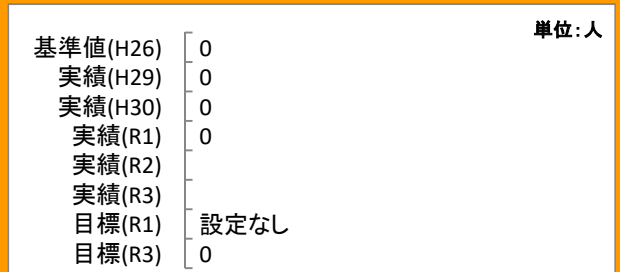 単位:人
基準値(H26) 0
実績(H29) 0
実績(H30) 0
実績(R1) 0
実績(R2)
実績(R3)
目標(R1) 設定なし
目標(R3) 0